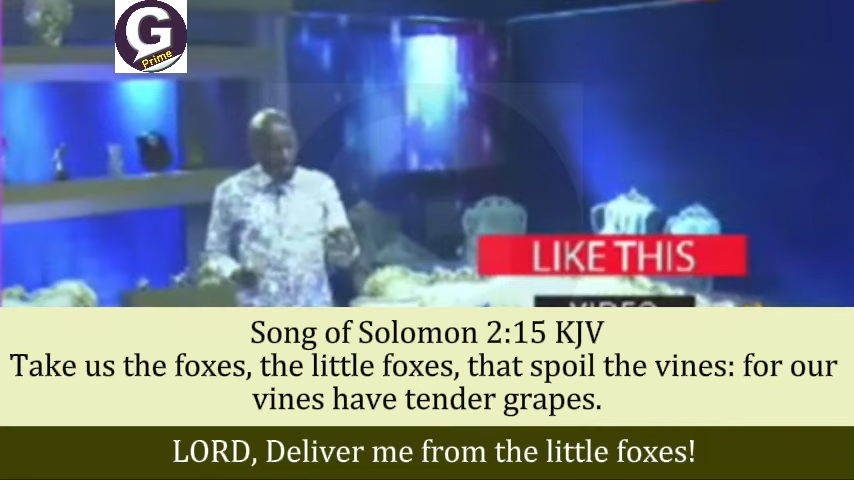 G
Prime
LIKE THIS
VIDEO
Song of Solomon 2:15 KJV
Take us the foxes, the little foxes, that spoil the vines: for our
vines have tender grapes.
LORD, Deliver me from the little foxes!